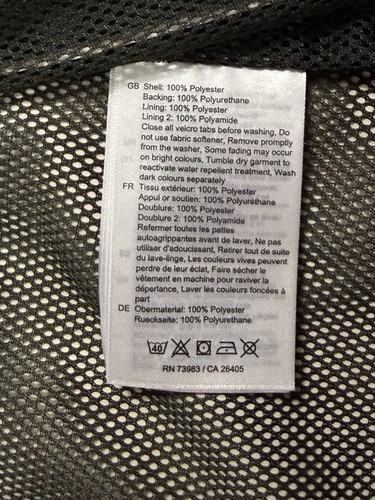 GB Shell: 100% Polyester
Backing: 100% Polyurethane
Lining: 100% Polyester
Lining 2: 100% Polyamide
Close all velcro tabs before washing, Do
not use fabric softener, Remove promptly
from the washer, Some fading may occur
on bright colours, Tumble dry garment to
reactivate water repellent treatment, Wash
dark colours separately
FR Tissu extérieur: 100% Polyester
Appui or soutien: 100% Polyuréthane
Doublure: 100% Polyester
Doublure 2: 100% Polyamide
Refermer toutes les pattes
autoagrippantes avant de laver, Ne pas
utiliser d'adoucissant, Retirer tout de suite
du lave-linge, Les couleurs vives peuvent
perdre de leur éclat, Faire sécher le
vêtement en machine pour raviver la
déperlance, Laver les couleurs foncées à
part
DE Obermaterial: 100% Polyester
Rueckseite: 100% Polyurethane
40
RN 73983 / CA 26405